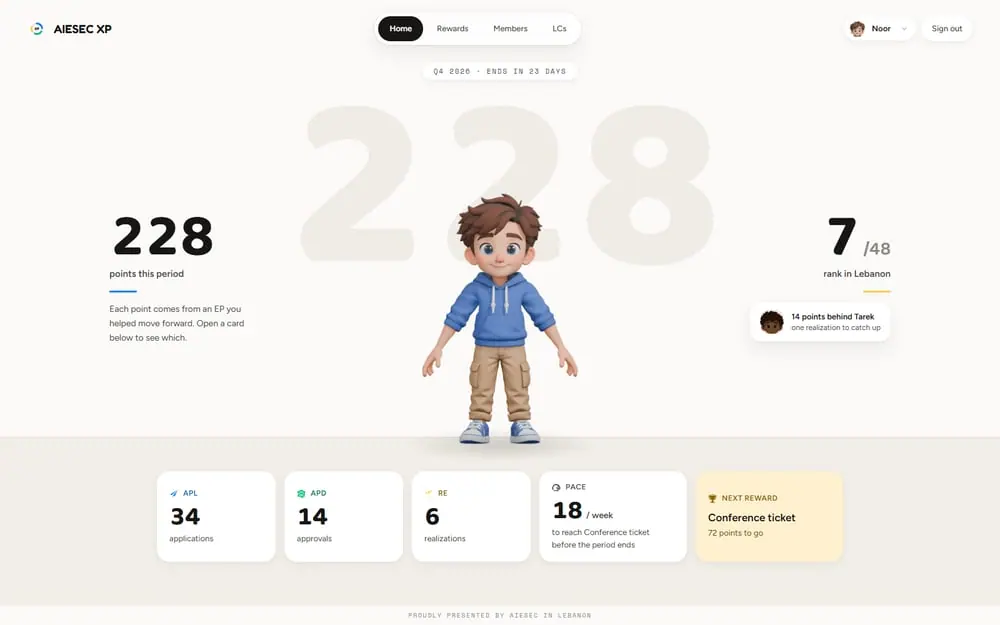 AIESEC XP
Home
Rewards
Members
LCs
Noor
Sign out
Q4 2026 · ENDS IN 23 DAYS
228
228
points this period
Each point comes from an EP you
helped move forward. Open a card
below to see which.
7 /48
rank in Lebanon
14 points behind Tarek
one realization to catch up
APL
34
applications
APD
14
approvals
RE
6
realizations
PACE
18 / week
to reach Conference ticket
before the period ends
NEXT REWARD
Conference ticket
72 points to go
PROUDLY PRESENTED BY AIESEC IN LEBANON